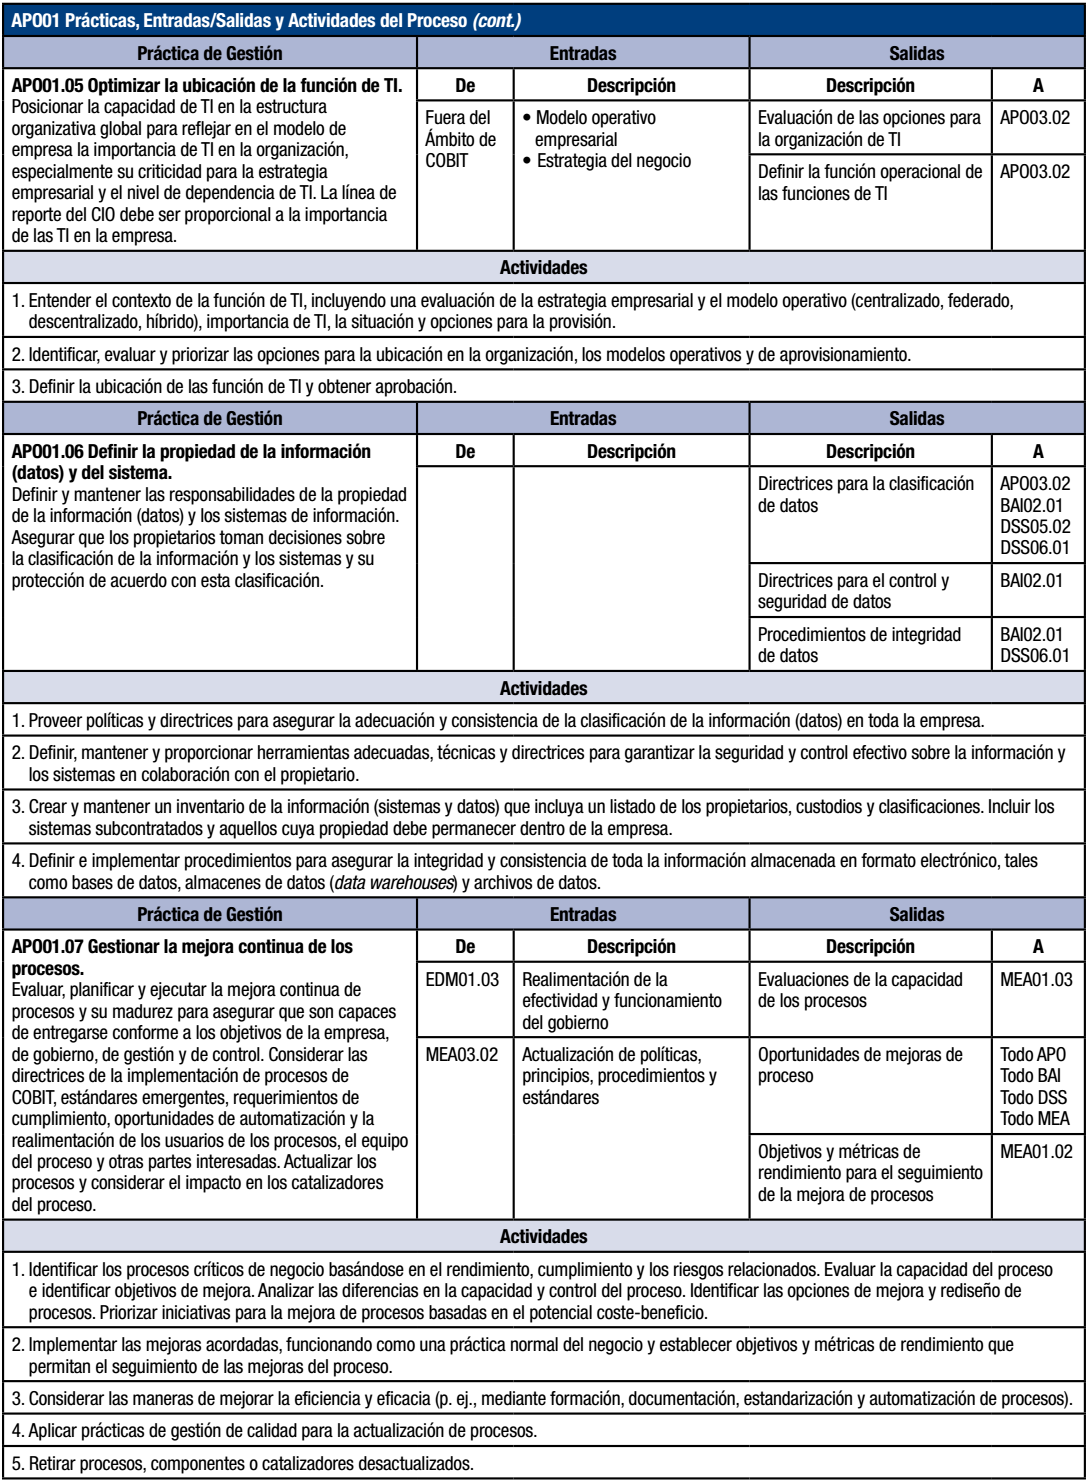 APO01 Prácticas, Entradas/Salidas y Actividades del Proceso (cont.)
Práctica de Gestión
Entradas
Salidas
APO01.05 Optimizar la ubicación de la función de TI.
Posicionar la capacidad de TI en la estructura
organizativa global para reflejar en el modelo de
empresa la importancia de TI en la organización,
especialmente su criticidad para la estrategia
empresarial y el nivel de dependencia de TI. La línea de
reporte del CIO debe ser proporcional a la importancia
de las TI en la empresa.
De
Descripción
Descripción
A
Fuera del
Ámbito de
COBIT
• Modelo operativo
empresarial
• Estrategia del negocio
Evaluación de las opciones para
la organización de TI
APO03.02
Definir la función operacional de
las funciones de TI
APO03.02
Actividades
1. Entender el contexto de la función de TI, incluyendo una evaluación de la estrategia empresarial y el modelo operativo (centralizado, federado,
descentralizado, híbrido), importancia de TI, la situación y opciones para la provisión.
2. Identificar, evaluar y priorizar las opciones para la ubicación en la organización, los modelos operativos y de aprovisionamiento.
3. Definir la ubicación de las función de TI y obtener aprobación.
Práctica de Gestión
Entradas
Salidas
APO01.06 Definir la propiedad de la información
(datos) y del sistema.
Definir y mantener las responsabilidades de la propiedad
de la información (datos) y los sistemas de información.
Asegurar que los propietarios toman decisiones sobre
la clasificación de la información y los sistemas y su
protección de acuerdo con esta clasificación.
De
Descripción
Descripción
A
Directrices para la clasificación
de datos
APO03.02
BAI02.01
DSS05.02
DSS06.01
Directrices para el control y
seguridad de datos
BAI02.01
Procedimientos de integridad
de datos
BAI02.01
DSS06.01
Actividades
1. Proveer políticas y directrices para asegurar la adecuación y consistencia de la clasificación de la información (datos) en toda la empresa.
2. Definir, mantener y proporcionar herramientas adecuadas, técnicas y directrices para garantizar la seguridad y control efectivo sobre la información y
los sistemas en colaboración con el propietario.
3. Crear y mantener un inventario de la información (sistemas y datos) que incluya un listado de los propietarios, custodios y clasificaciones. Incluir los
sistemas subcontratados y aquellos cuya propiedad debe permanecer dentro de la empresa.
4. Definir e implementar procedimientos para asegurar la integridad y consistencia de toda la información almacenada en formato electrónico, tales
como bases de datos, almacenes de datos (data warehouses) y archivos de datos.
Práctica de Gestión
Entradas
Salidas
APO01.07 Gestionar la mejora continua de los
procesos.
Evaluar, planificar y ejecutar la mejora continua de
procesos y su madurez para asegurar que son capaces
de entregarse conforme a los objetivos de la empresa,
de gobierno, de gestión y de control. Considerar las
directrices de la implementación de procesos de
COBIT, estándares emergentes, requerimientos de
cumplimiento, oportunidades de automatización y la
realimentación de los usuarios de los procesos, el equipo
del proceso y otras partes interesadas. Actualizar los
procesos y considerar el impacto en los catalizadores
del proceso.
De
Descripción
Descripción
A
EDM01.03
Realimentación de la
efectividad y funcionamiento
del gobierno
Evaluaciones de la capacidad
de los procesos
MEA01.03
MEA03.02
Actualización de políticas,
principios, procedimientos y
estándares
Oportunidades de mejoras de
proceso
Todo APO
Todo BAI
Todo DSS
Todo MEA
Objetivos y métricas de
rendimiento para el seguimiento
de la mejora de procesos
MEA01.02
Actividades
1. Identificar los procesos críticos de negocio basándose en el rendimiento, cumplimiento y los riesgos relacionados. Evaluar la capacidad del proceso
e identificar objetivos de mejora. Analizar las diferencias en la capacidad y control del proceso. Identificar las opciones de mejora y rediseño de
procesos. Priorizar iniciativas para la mejora de procesos basadas en el potencial coste-beneficio.
2. Implementar las mejoras acordadas, funcionando como una práctica normal del negocio y establecer objetivos y métricas de rendimiento que
permitan el seguimiento de las mejoras del proceso.
3. Considerar las maneras de mejorar la eficiencia y eficacia (p. ej., mediante formación, documentación, estandarización y automatización de procesos).
4. Aplicar prácticas de gestión de calidad para la actualización de procesos.
5. Retirar procesos, componentes o catalizadores desactualizados.